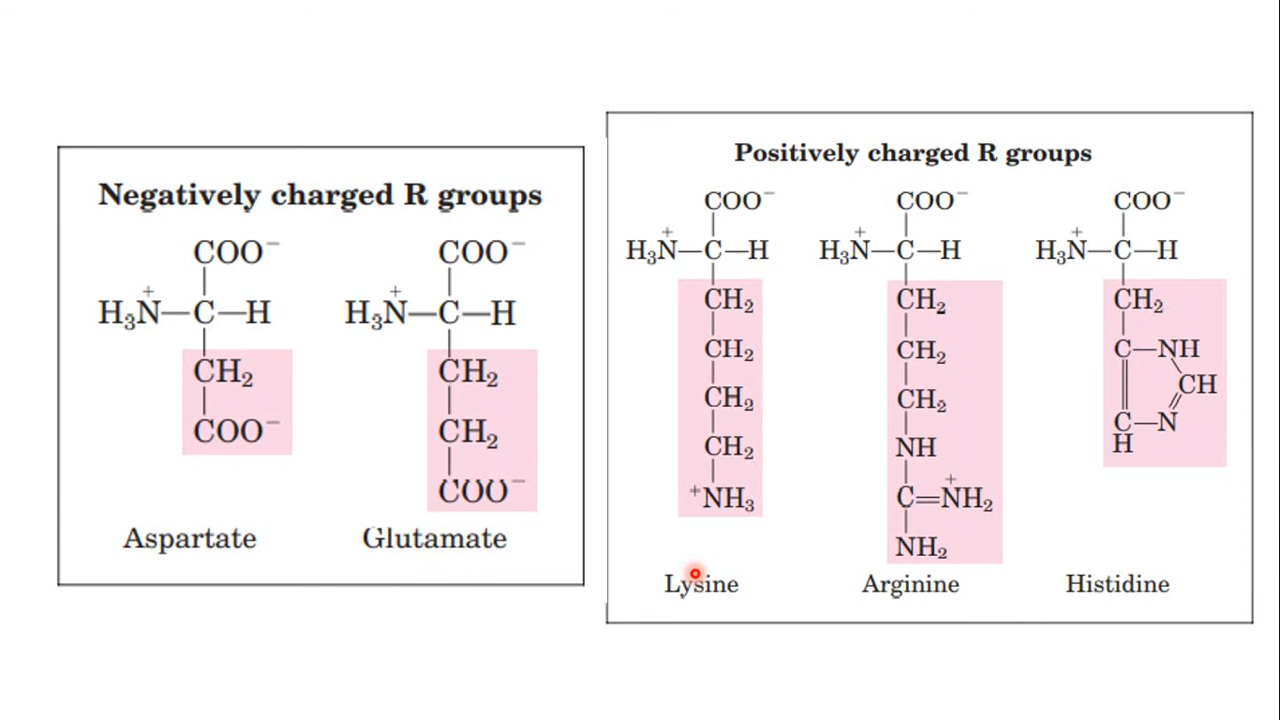 Negatively charged R groups
COO⁻ COO⁻
H₃N⁺—C—H H₃N⁺—C—H
CH₂ CH₂
COO⁻ CH₂
COO⁻
Aspartate Glutamate
Positively charged R groups
COO⁻ COO⁻ COO⁻
H₃N⁺—C—H H₃N⁺—C—H H₃N⁺—C—H
CH₂ CH₂ CH₂
CH₂ CH₂ C—NH
CH
CH₂ CH₂ C—N
H
CH₂ NH
⁺NH₃ C=N⁺H₂
NH₂
Lysine Arginine Histidine